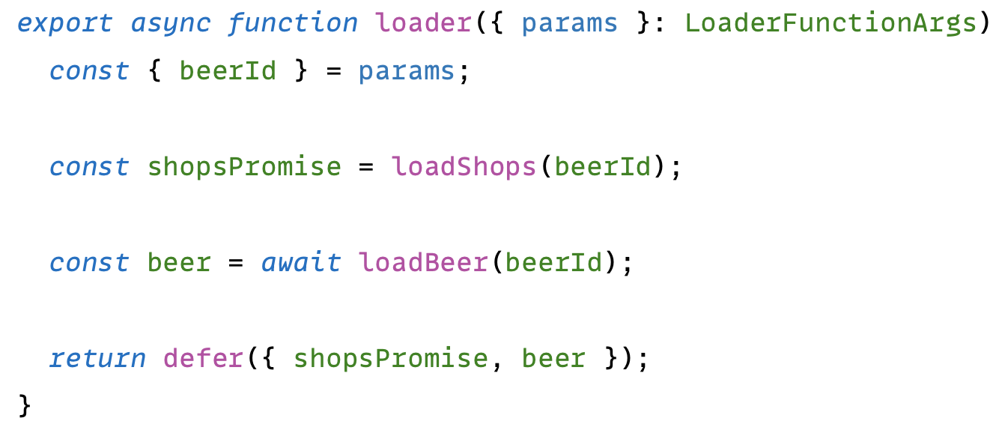 export async function loader({ params }: LoaderFunctionArgs)
const { beerId } = params;
const shopsPromise = loadShops(beerId);
const beer = await loadBeer(beerId);
return defer({ shopsPromise, beer });
}